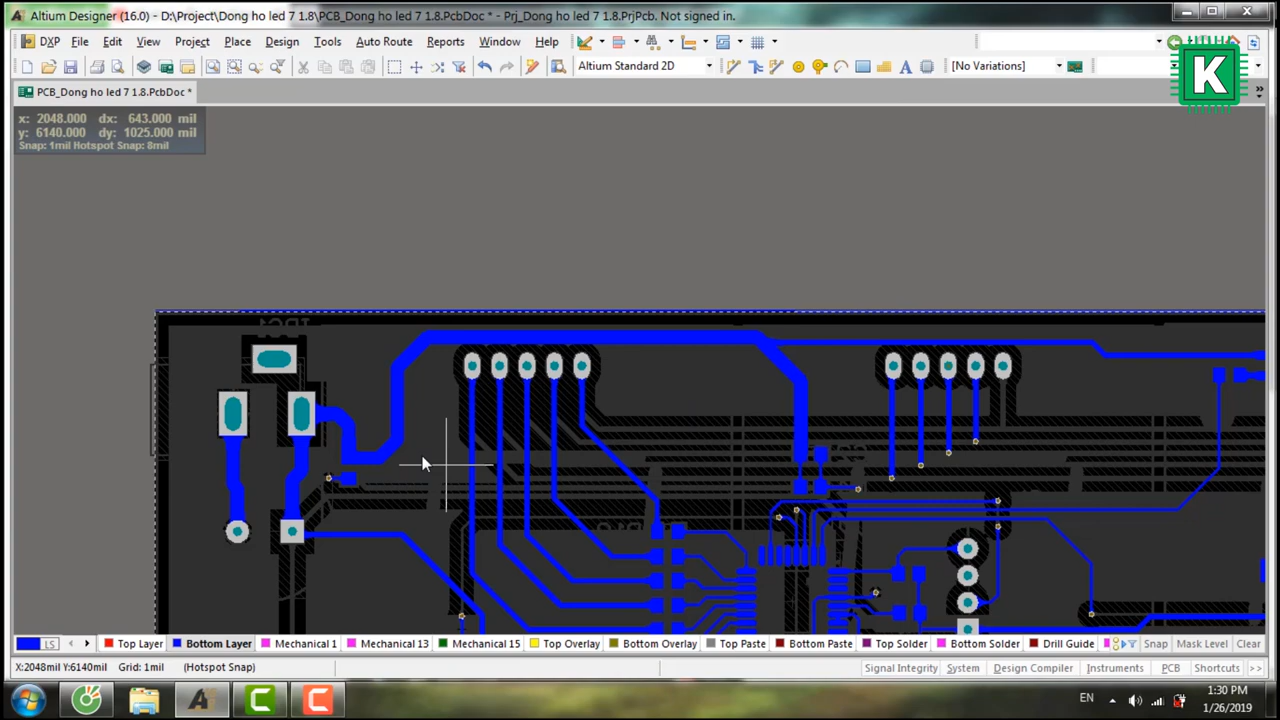 Altium Designer (16.0) - D:\Project\Dong ho led 7 1.8\PCB_Dong ho led 7 1.8.PcbDoc * - Prj_Dong ho led 7 1.8.PrjPcb. Not signed in.
DXP File Edit View Project Place Design Tools Auto Route Reports Window Help
Altium Standard 2D [No Variations]
K
PCB_Dong ho led 7 1.8.PcbDoc *
x: 2048.000 dx: 643.000 mil
y: 6140.000 dy: 1025.000 mil
Snap: 1mil Hotspot Snap: 8mil
LS Top Layer Bottom Layer Mechanical 1 Mechanical 13 Mechanical 15 Top Overlay Bottom Overlay Top Paste Bottom Paste Top Solder Bottom Solder Drill Guide Snap Mask Level Clear
X:2048mil Y:6140mil Grid: 1mil (Hotspot Snap) Signal Integrity System Design Compiler Instruments PCB Shortcuts >>
EN 1:30 PM
1/26/2019